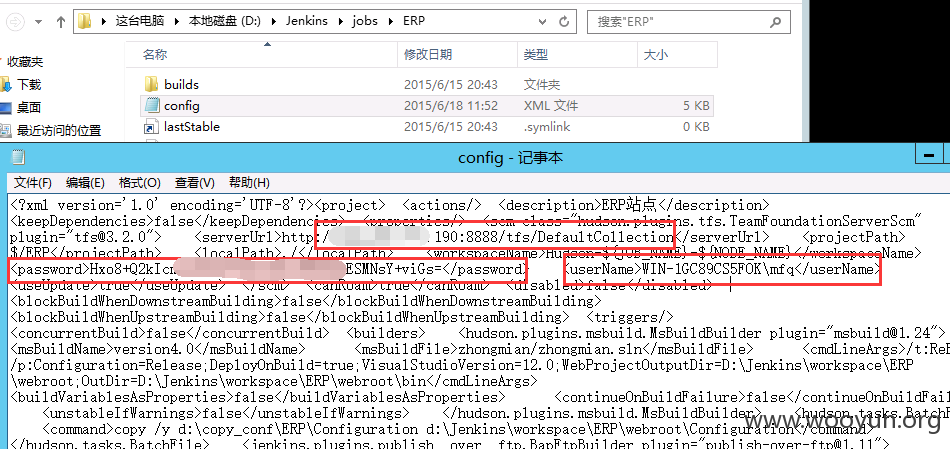 这台电脑 本地磁盘 (D:) Jenkins jobs ERP
搜索"ERP"
收藏夹
下载
桌面
最近访问的位置
名称 修改日期 类型 大小
builds 2015/6/15 20:43 文件夹
config 2015/6/18 11:52 XML 文件 5 KB
lastStable 2015/6/15 20:43 .symlink 0 KB
config - 记事本
文件(F) 编辑(E) 格式(O) 查看(V) 帮助(H)
<?xml version='1.0' encoding='UTF-8'?><project> <actions/> <description>ERP站点</description>
<keepDependencies>false</keepDependencies> <properties/> <scm class="hudson.plugins.tfs.TeamFoundationServerScm"
plugin="tfs@3.2.0"> <serverUrl>http:/ .190:8888/tfs/DefaultCollection</serverUrl> <projectPath>
$/ERP</projectPath> <localPath>./</localPath> <workspaceName>Hudson-${JOB_NAME}-${NODE_NAME}</workspaceName>
<password>Hxo8+Q2kIcn ESMNsY+viGs=</password> <userName>WIN-1GC89CS5FOK\mfq</userName>
<useUpdate>true</useUpdate> </scm> <canRoam>true</canRoam> <disabled>false</disabled>
<blockBuildWhenDownstreamBuilding>false</blockBuildWhenDownstreamBuilding>
<blockBuildWhenUpstreamBuilding>false</blockBuildWhenUpstreamBuilding> <triggers/>
<concurrentBuild>false</concurrentBuild> <builders> <hudson.plugins.msbuild.MsBuildBuilder plugin="msbuild@1.24">
<msBuildName>version4.0</msBuildName> <msBuildFile>zhongmian/zhongmian.sln</msBuildFile> <cmdLineArgs>/t:ReB
/p:Configuration=Release;DeployOnBuild=true;VisualStudioVersion=12.0;WebProjectOutputDir=D:\Jenkins\workspace\ERP
\webroot;OutDir=D:\Jenkins\workspace\ERP\webroot\bin</cmdLineArgs>
<buildVariablesAsProperties>false</buildVariablesAsProperties> <continueOnBuildFailure>false</continueOnBuildFail
<unstableIfWarnings>false</unstableIfWarnings> </hudson.plugins.msbuild.MsBuildBuilder> <hudson.tasks.BatchF
<command>copy /y d:\copy_conf\ERP\Configuration d:\Jenkins\workspace\ERP\webroot\Configuration</command>
</hudson.tasks.BatchFile> <jenkins.plugins.publish_over_ftp.BapFtpBuilder plugin="publish-over-ftp@1.11">
www.wooyun.org